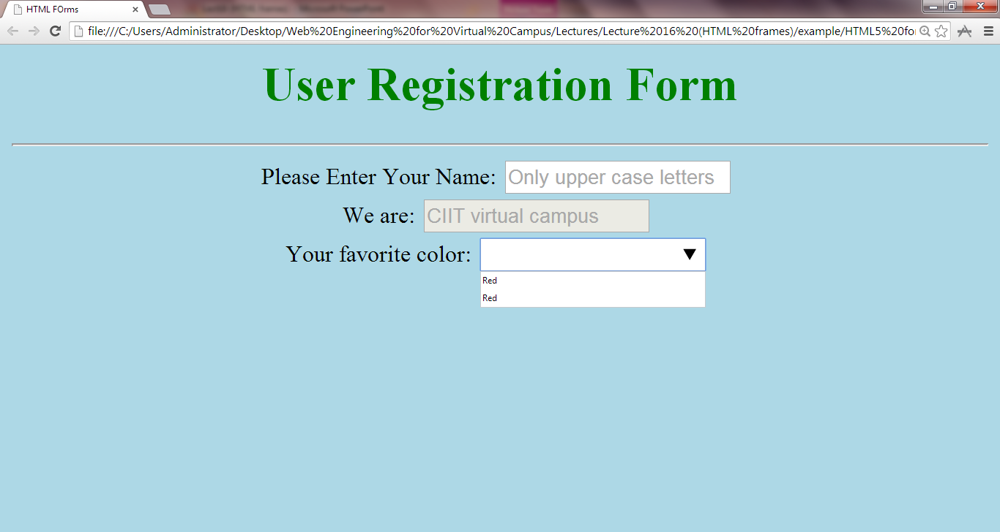 HTML FOrms
file:///C:/Users/Administrator/Desktop/Web%20Engineering%20for%20Virtual%20Campus/Lectures/Lecture%2016%20(HTML%20frames)/example/HTML5%20fo
User Registration Form
Please Enter Your Name: Only upper case letters
We are: CIIT virtual campus
Your favorite color:
Red
Red